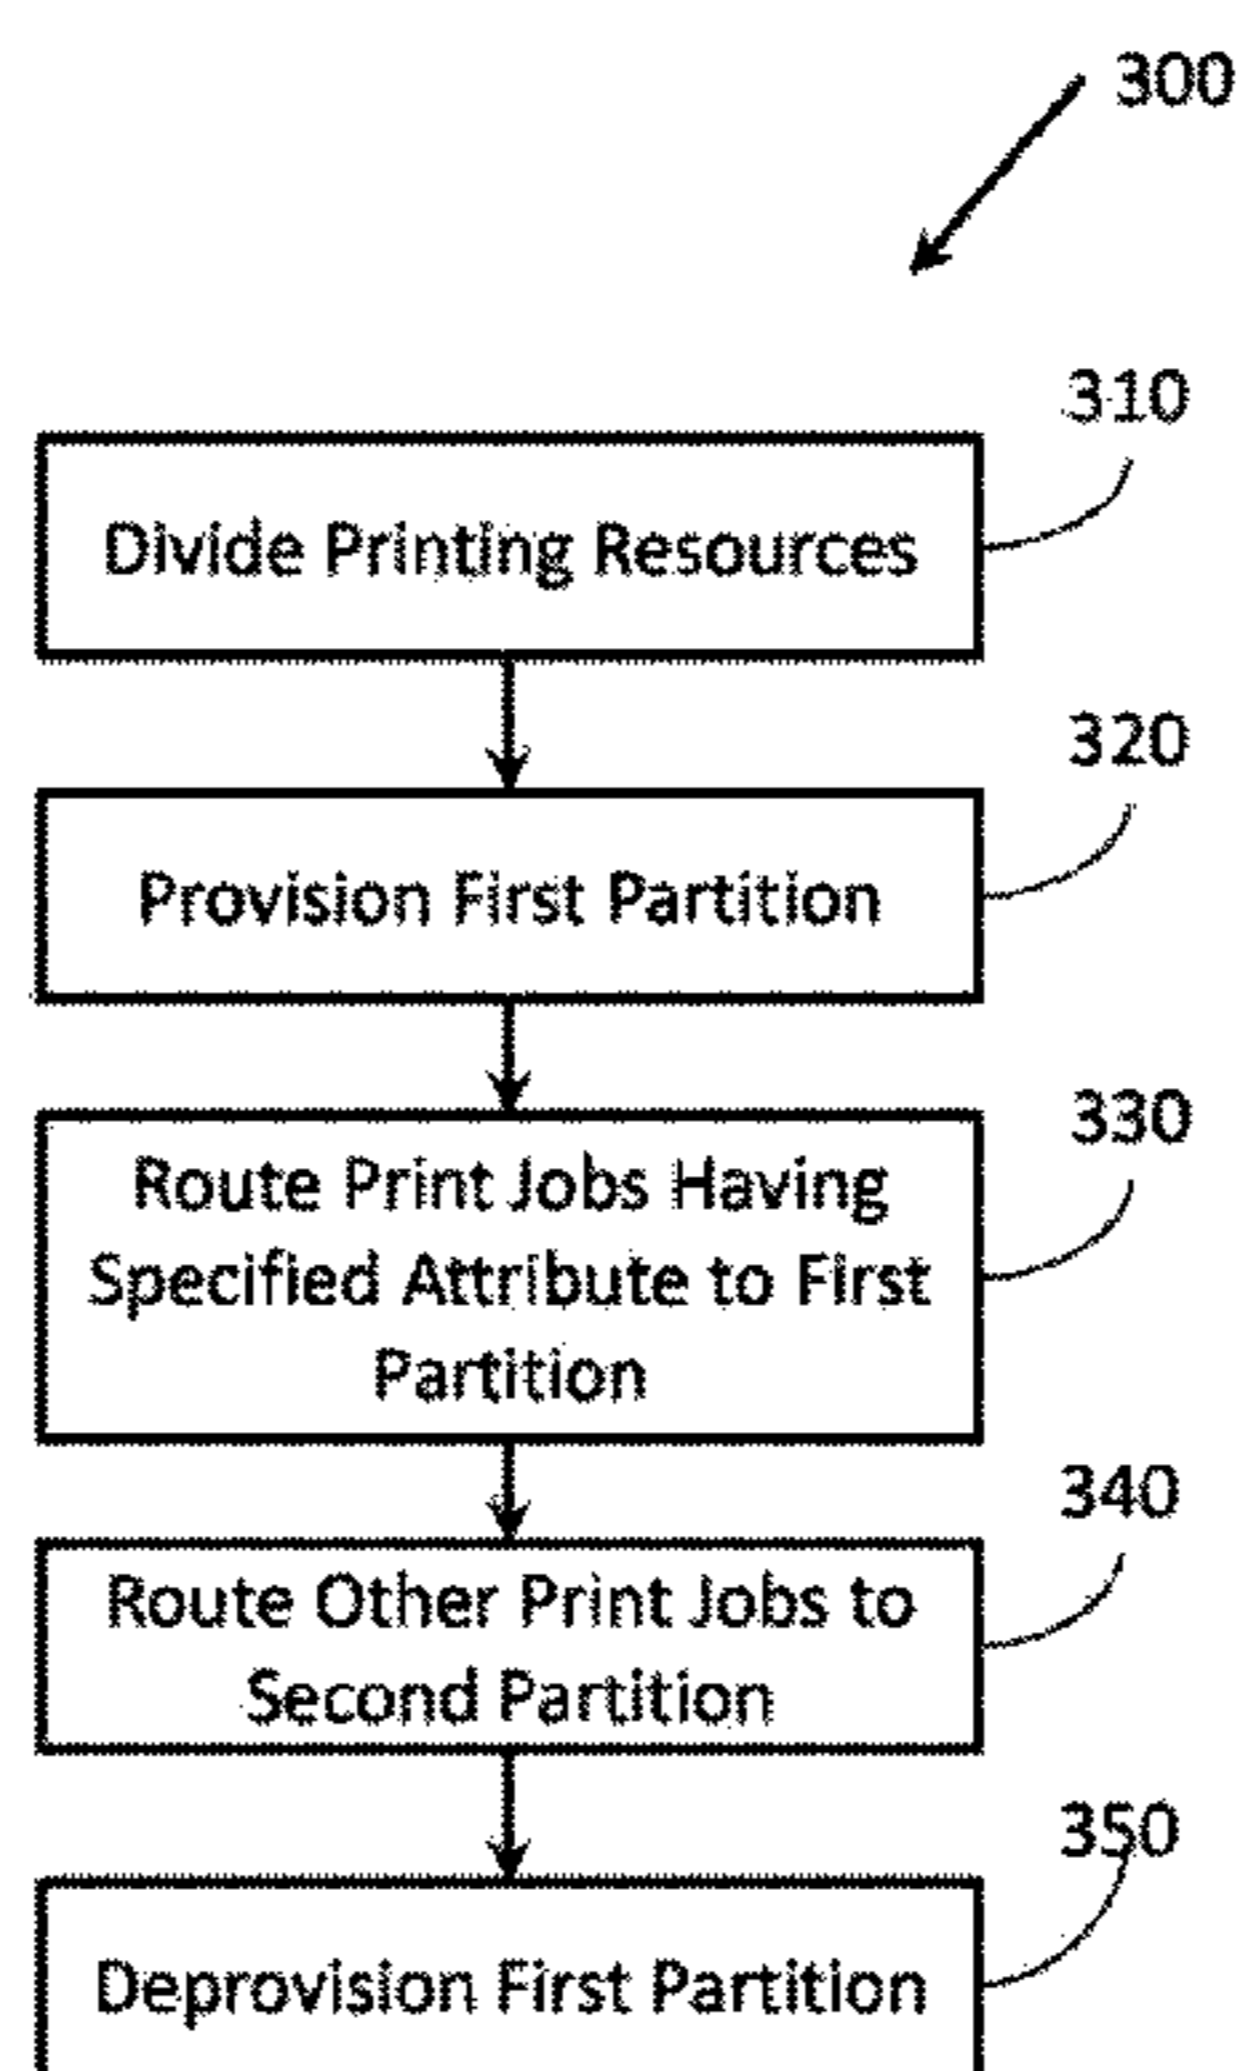 300
310
Divide Printing Resources
320
Provision First Partition
330
Route Print Jobs Having
Specified Attribute to First
Partition
340
Route Other Print Jobs to
Second Partition
350
Deprovision First Partition